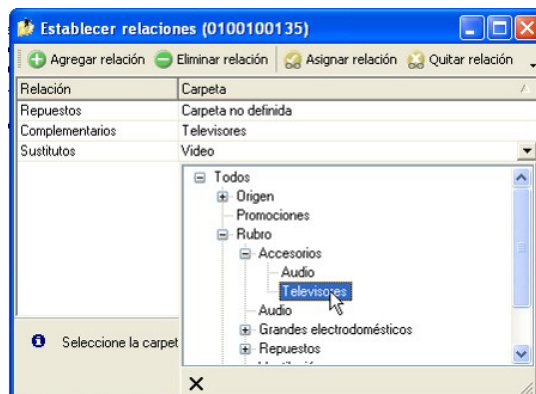 Establecer relaciones (0100100135)
Agregar relación Eliminar relación Asignar relación Quitar relación
Relación Carpeta
Repuestos Carpeta no definida
Complementarios Televisores
Sustitutos Video
Todos
Origen
Promociones
Rubro
Accesorios
Audio
Televisores
Audio
Grandes electrodomésticos
Repuestos
Seleccione la carpet